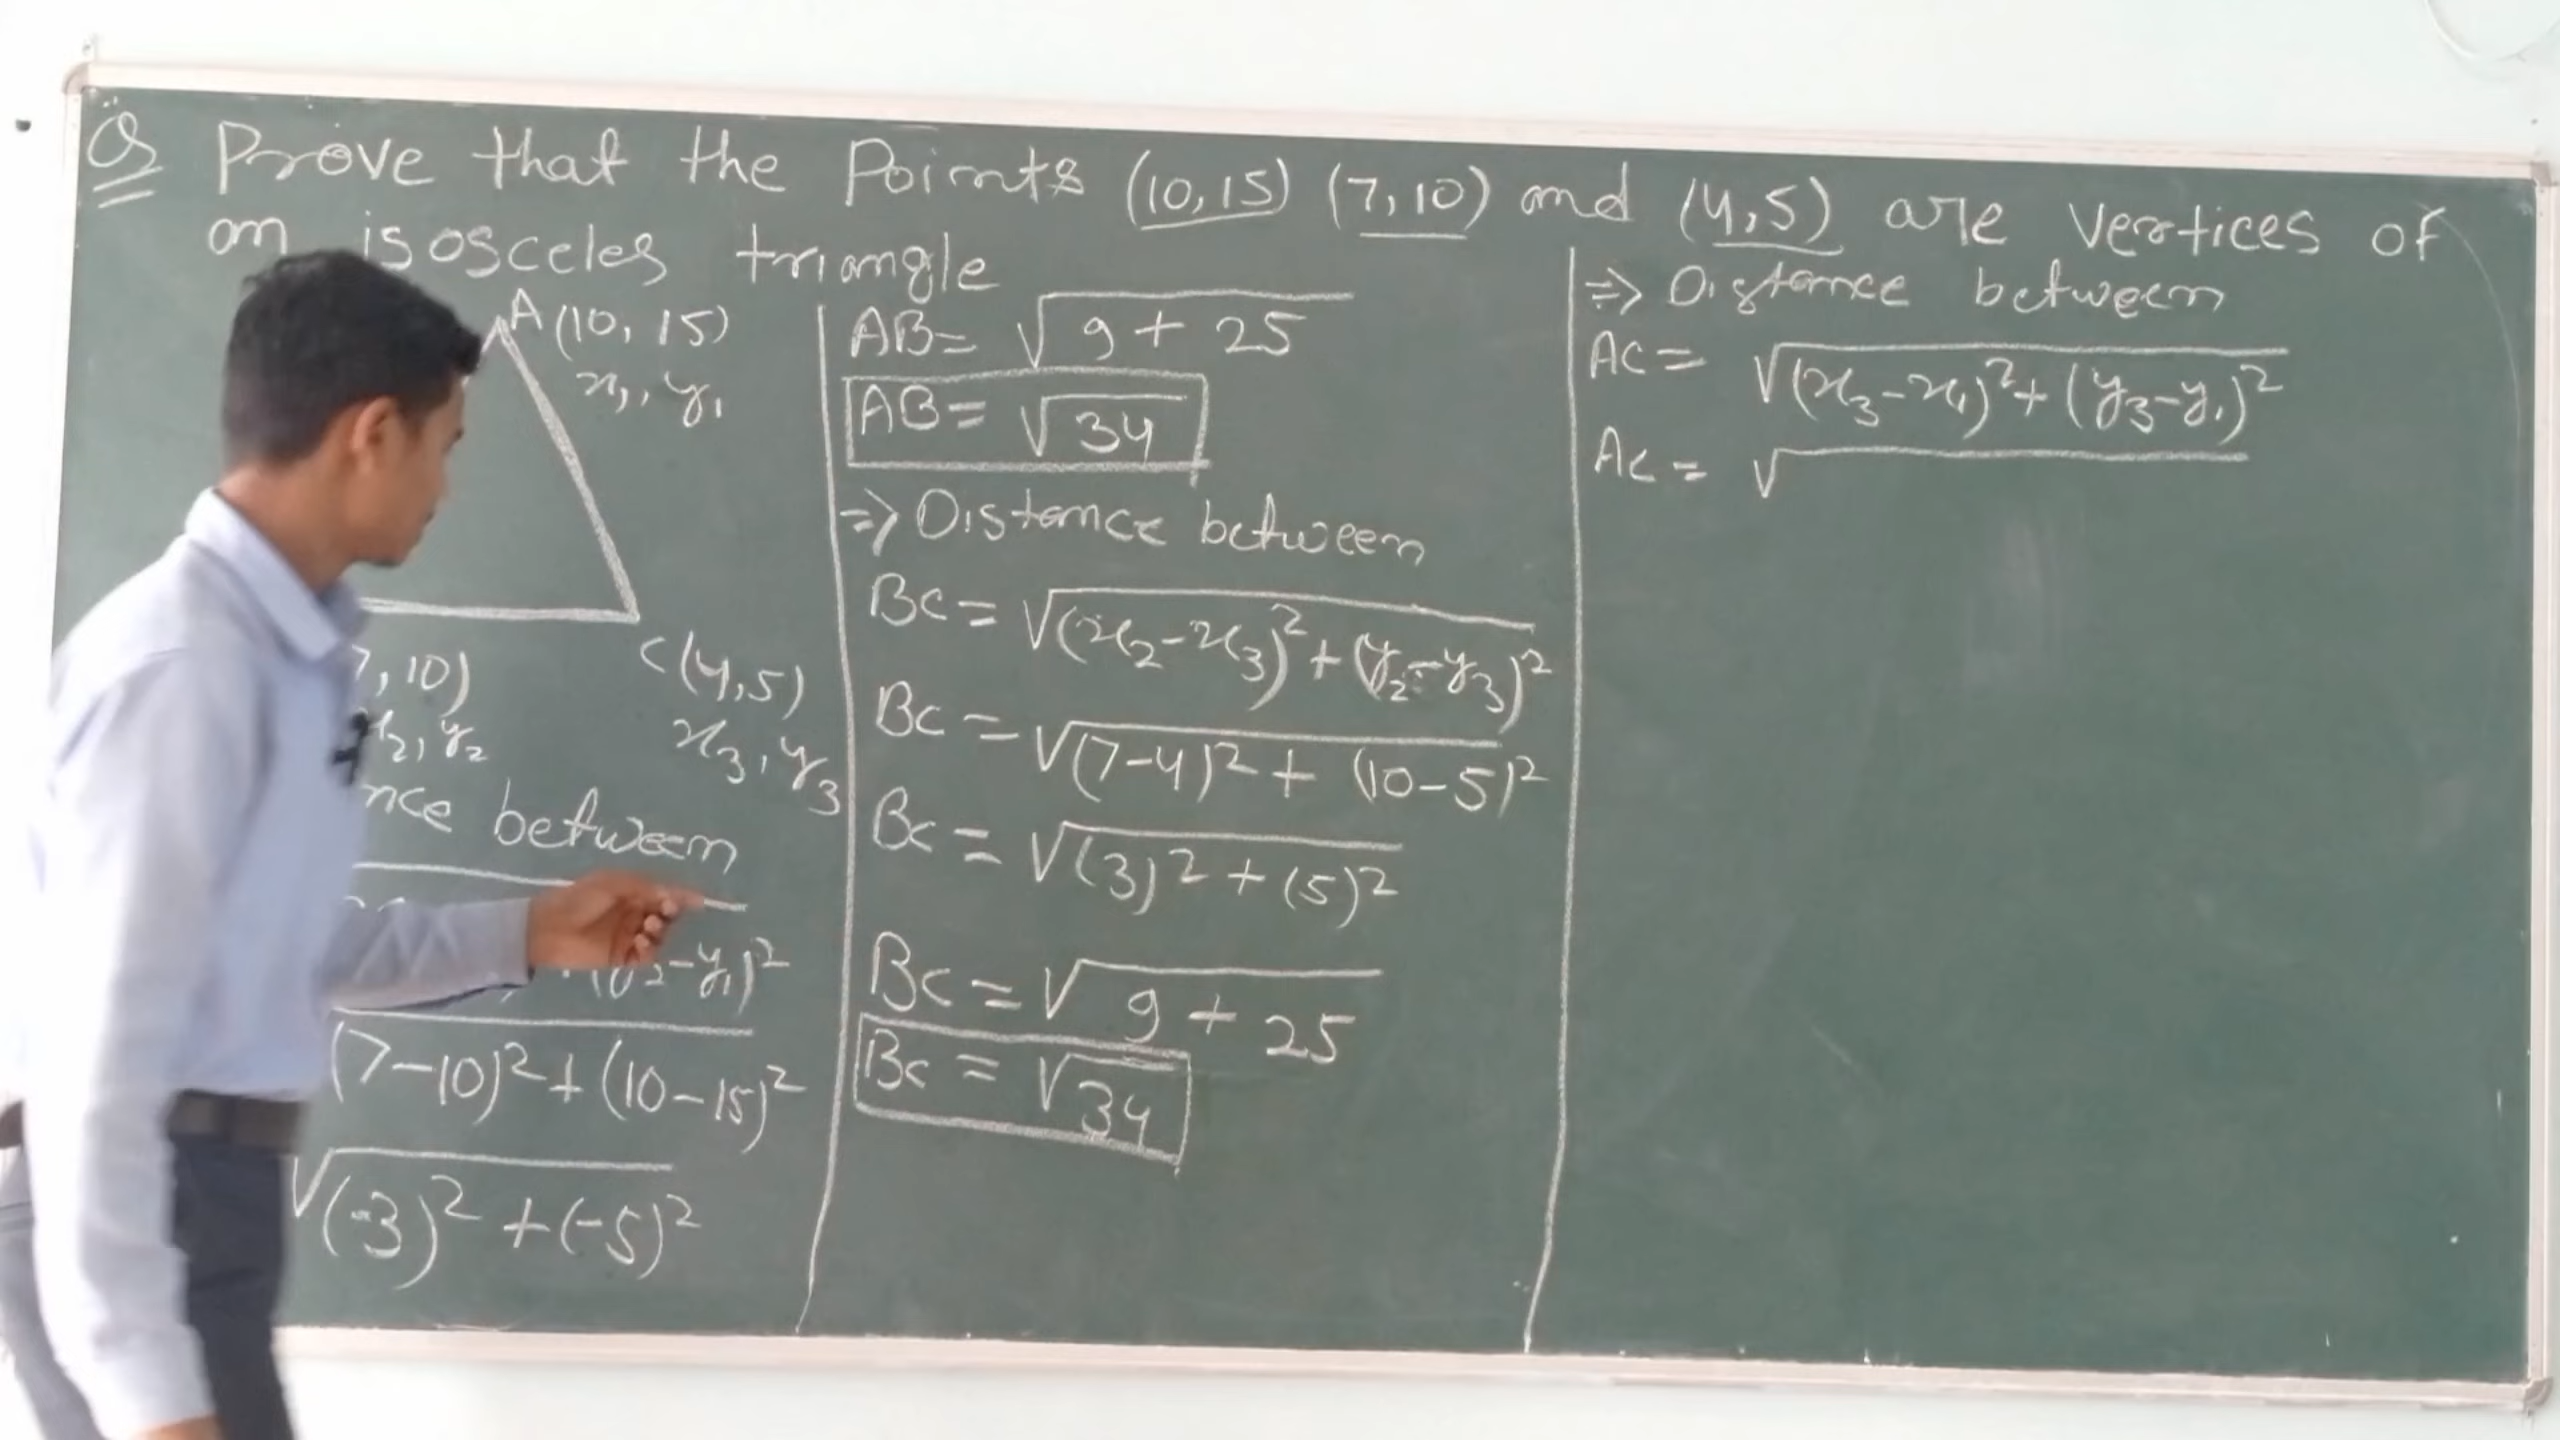 Q Prove that the Points (10,15) (7,10) and (4,5) are vertices of
an isosceles triangle
A (10, 15)
x₁, y₁
, 10)
C (4,5)
x₂, y₂
x₃, y₃
between
-y₁)²
(7-10)²+(10-15)²
√(-3)² +(-5)²
AB= √9 + 25
AB= √34
⇒ Distance between
BC= √(x₂-x₃)²+(y₂-y₃)²
BC = √(7-4)²+ (10-5)²
BC = √(3)² + (5)²
BC = √9 + 25
BC = √34
⇒ Distance between
AC = √(x₃-x₁)²+(y₃-y₁)²
AC = √